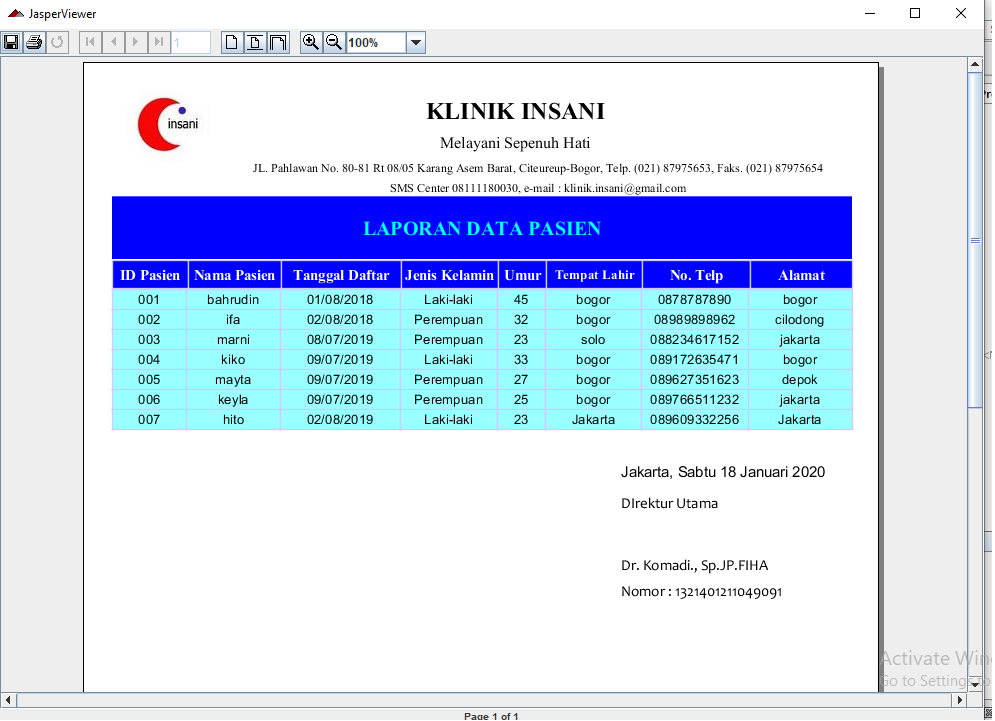 JasperViewer
1
100%
insani
KLINIK INSANI
Melayani Sepenuh Hati
JL. Pahlawan No. 80-81 Rt 08/05 Karang Asem Barat, Citeureup-Bogor, Telp. (021) 87975653, Faks. (021) 87975654
SMS Center 08111180030, e-mail : klinik.insani@gmail.com
LAPORAN DATA PASIEN
ID Pasien Nama Pasien Tanggal Daftar Jenis Kelamin Umur Tempat Lahir No. Telp Alamat
001 bahrudin 01/08/2018 Laki-laki 45 bogor 0878787890 bogor
002 ifa 02/08/2018 Perempuan 32 bogor 08989898962 cilodong
003 marni 08/07/2019 Perempuan 23 solo 088234617152 jakarta
004 kiko 09/07/2019 Laki-laki 33 bogor 089172635471 bogor
005 mayta 09/07/2019 Perempuan 27 bogor 089627351623 depok
006 keyla 09/07/2019 Perempuan 25 bogor 089766511232 jakarta
007 hito 02/08/2019 Laki-laki 23 Jakarta 089609332256 Jakarta
Jakarta, Sabtu 18 Januari 2020
DIrektur Utama
Dr. Komadi., Sp.JP.FIHA
Nomor : 1321401211049091
Activate Win
Go to Settings to
Page 1 of 1